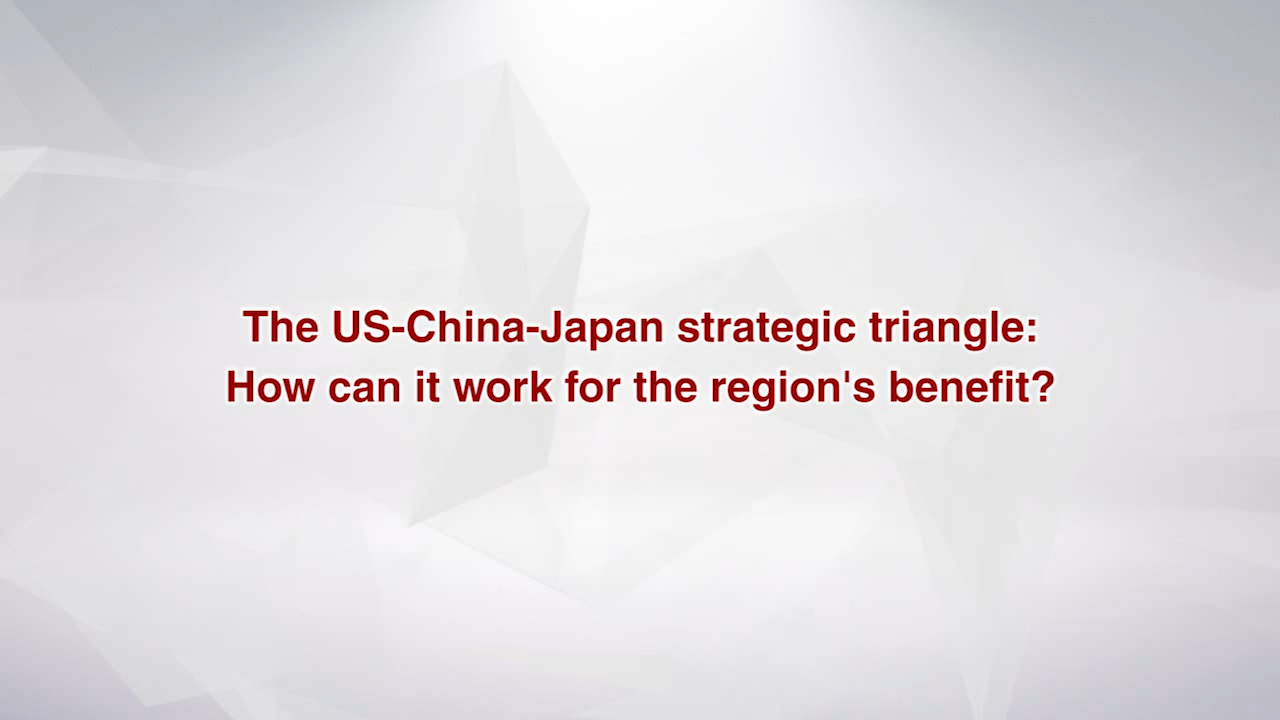 The US-China-Japan strategic triangle:
How can it work for the region's benefit?